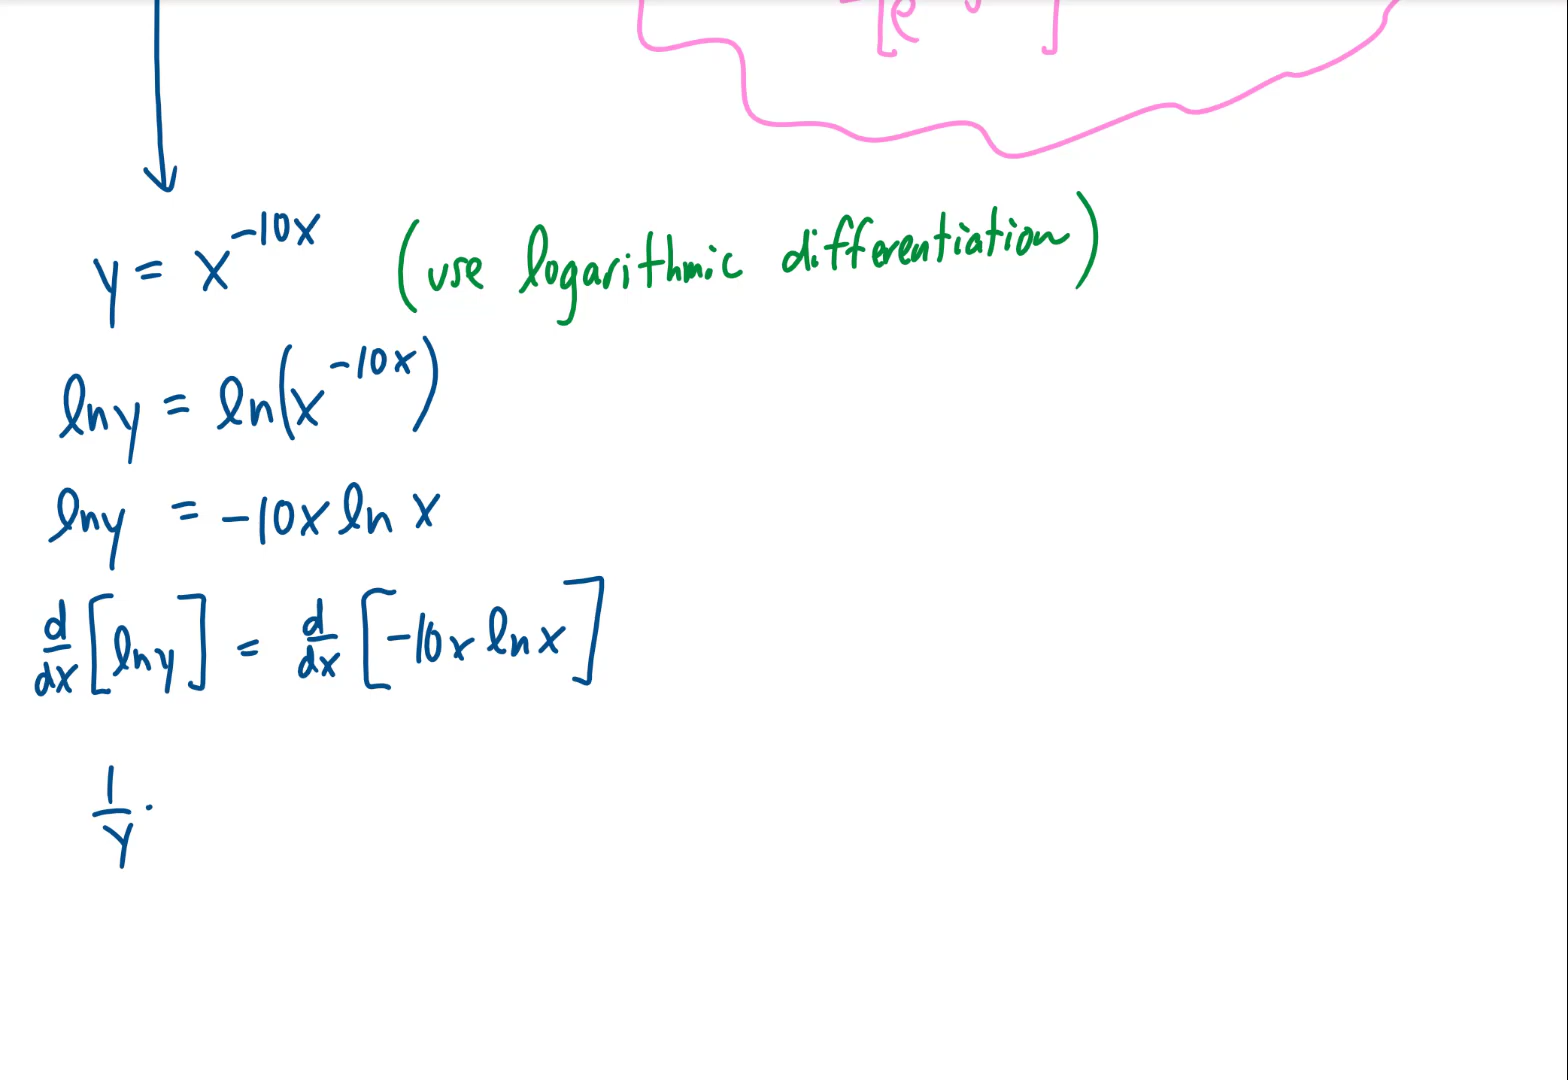 [e ]
y = x^{-10x} (use logarithmic differentiation)
ln y = ln(x^{-10x})
ln y = -10x ln x
d/dx [ln y] = d/dx [-10x ln x]
1/y ·